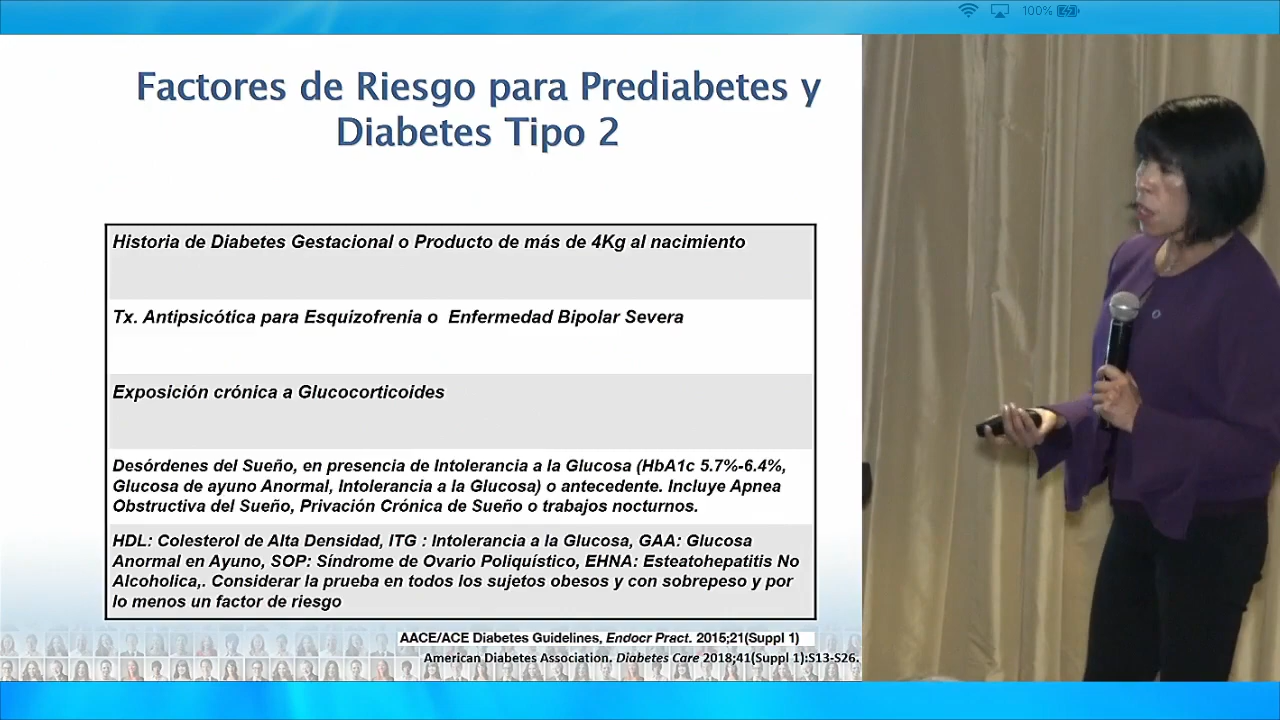 100%
Factores de Riesgo para Prediabetes y
Diabetes Tipo 2
Historia de Diabetes Gestacional o Producto de más de 4Kg al nacimiento
Tx. Antipsicótica para Esquizofrenia o Enfermedad Bipolar Severa
Exposición crónica a Glucocorticoides
Desórdenes del Sueño, en presencia de Intolerancia a la Glucosa (HbA1c 5.7%-6.4%,
Glucosa de ayuno Anormal, Intolerancia a la Glucosa) o antecedente. Incluye Apnea
Obstructiva del Sueño, Privación Crónica de Sueño o trabajos nocturnos.
HDL: Colesterol de Alta Densidad, ITG : Intolerancia a la Glucosa, GAA: Glucosa
Anormal en Ayuno, SOP: Síndrome de Ovario Poliquístico, EHNA: Esteatohepatitis No
Alcoholica,. Considerar la prueba en todos los sujetos obesos y con sobrepeso y por
lo menos un factor de riesgo
AACE/ACE Diabetes Guidelines, Endocr Pract. 2015;21(Suppl 1)
American Diabetes Association. Diabetes Care 2018;41(Suppl 1):S13-S26.